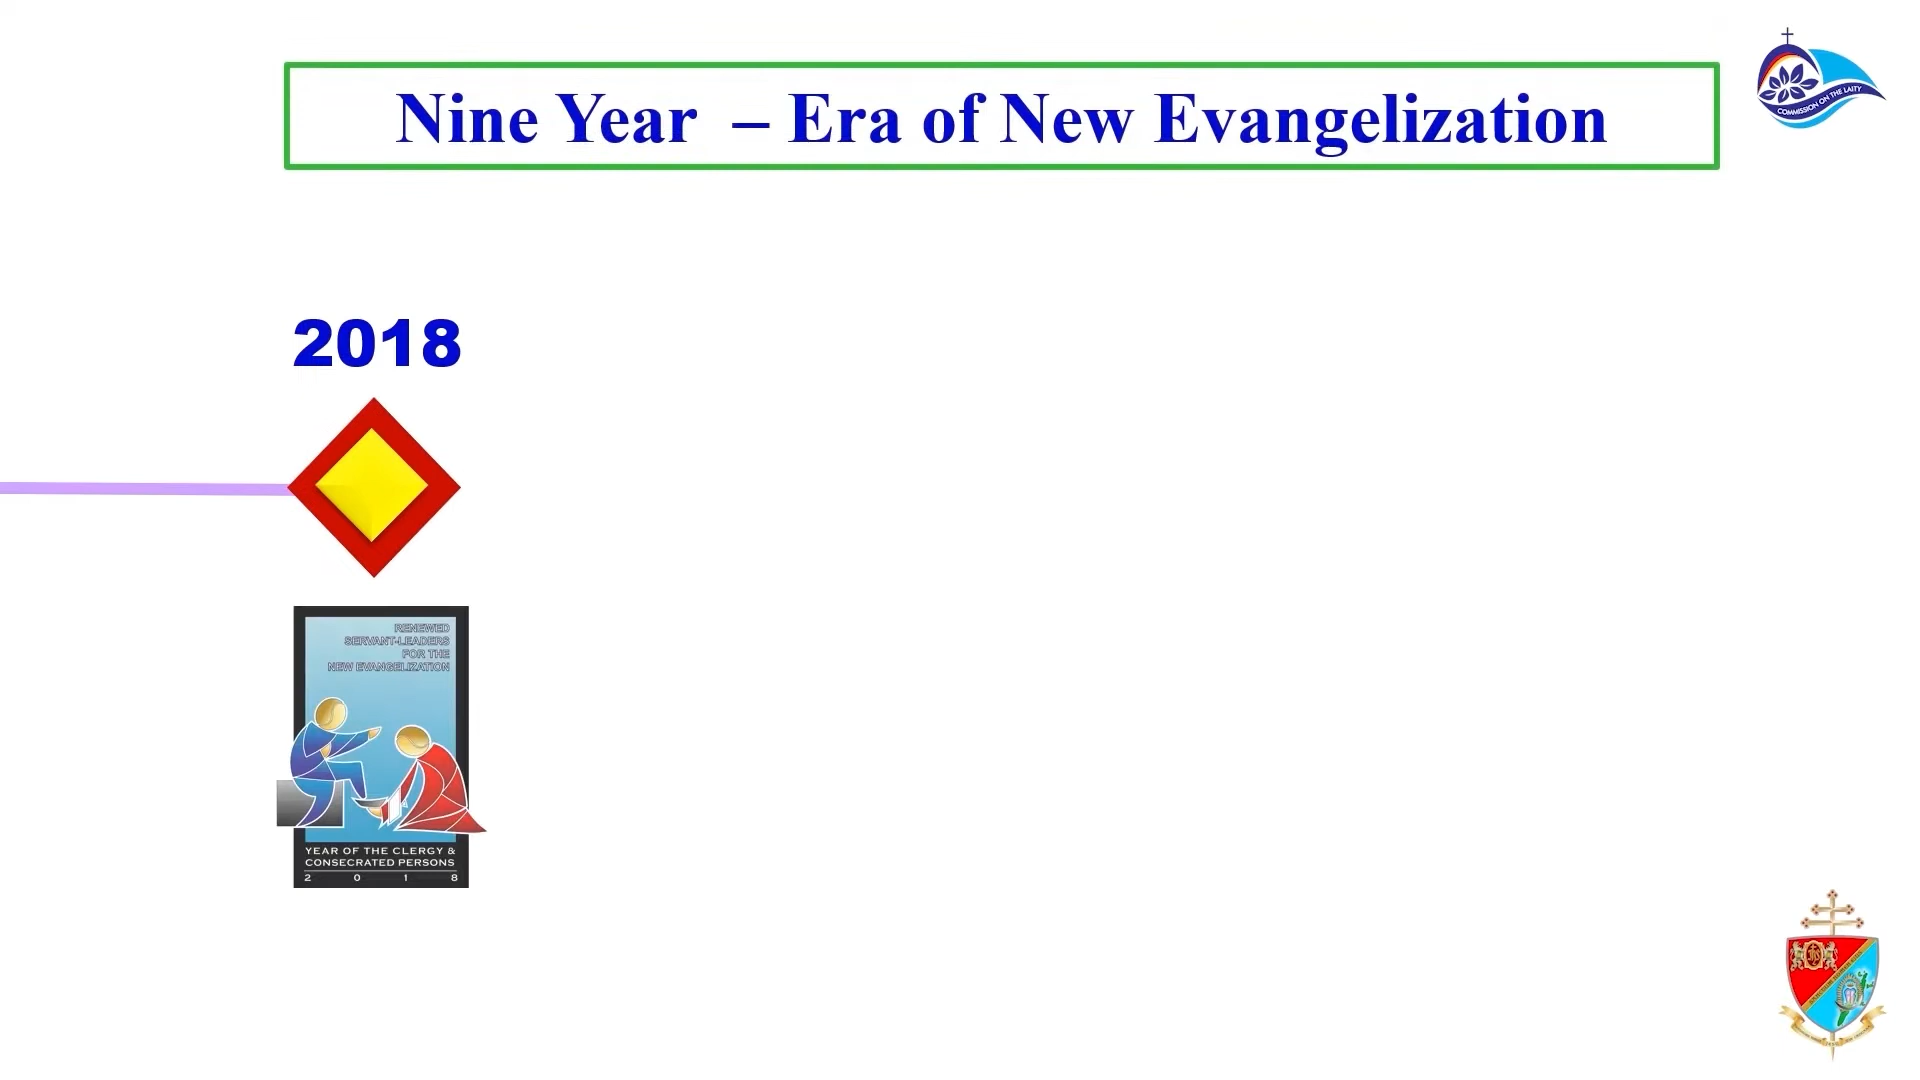 Nine Year – Era of New Evangelization
COMMISSION ON THE LAITY
2018
RENEWED
SERVANT-LEADERS
FOR THE
NEW EVANGELIZATION
YEAR OF THE CLERGY &
CONSECRATED PERSONS
2 0 1 8